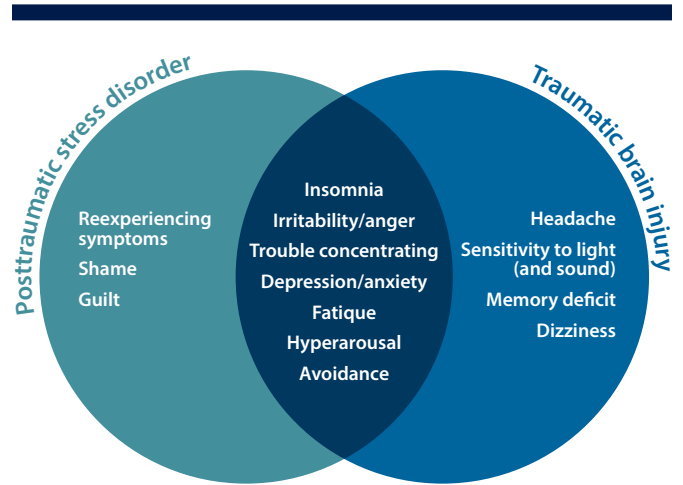 Posttraumatic stress disorder
Reexperiencing
symptoms
Shame
Guilt
Insomnia
Irritability/anger
Trouble concentrating
Depression/anxiety
Fatique
Hyperarousal
Avoidance
Traumatic brain injury
Headache
Sensitivity to light
(and sound)
Memory deficit
Dizziness